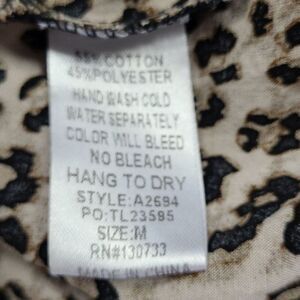 55% COTTON
45% POLYESTER
HAND WASH COLD
WATER SEPARATELY
COLOR WILL BLEED
NO BLEACH
HANG TO DRY
STYLE: A2694
PO: TL23595
SIZE: M
RN#130733
MADE IN CHINA